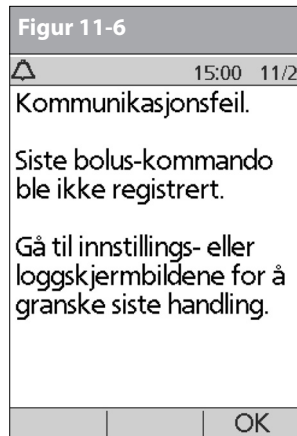 Figur 11-6
15:00 11/2
Kommunikasjonsfeil.
Siste bolus-kommando
ble ikke registrert.
Gå til innstillings- eller
loggskjermbildene for å
granske siste handling.
OK